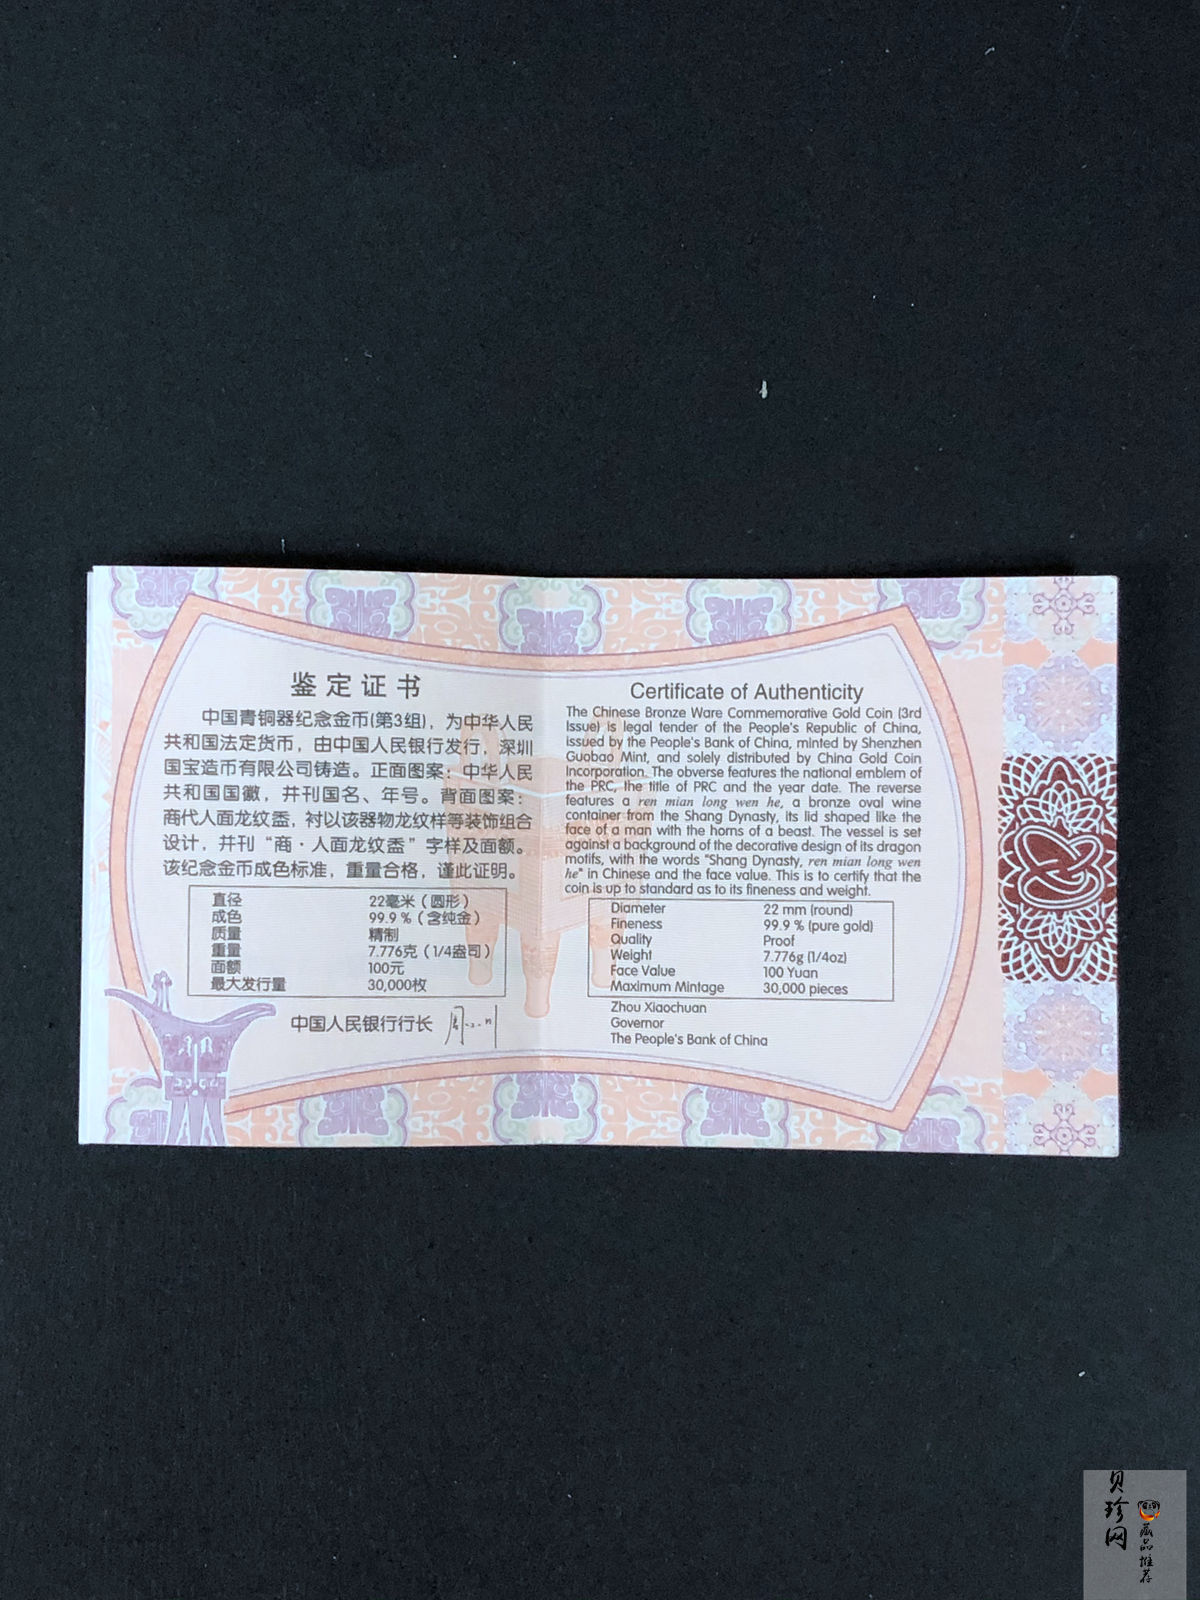 鉴定证书
中国青铜器纪念金币(第3组)，为中华人民
共和国法定货币，由中国人民银行发行，深圳
国宝造币有限公司铸造。正面图案：中华人民
共和国国徽，并刊国名、年号。背面图案：
商代人面龙纹盉，衬以该器物龙纹样等装饰组合
设计，并刊“商·人面龙纹盉”字样及面额。
该纪念金币成色标准，重量合格，谨此证明。
直径 22毫米（圆形）
成色 99.9％（含纯金）
质量 精制
重量 7.776克（1/4盎司）
面额 100元
最大发行量 30,000枚
中国人民银行行长
Certificate of Authenticity
The Chinese Bronze Ware Commemorative Gold Coin (3rd
Issue) is legal tender of the People's Republic of China,
issued by the People's Bank of China, minted by Shenzhen
Guobao Mint, and solely distributed by China Gold Coin
Incorporation. The obverse features the national emblem of
the PRC, the title of PRC and the year date. The reverse
features a ren mian long wen he, a bronze oval wine
container from the Shang Dynasty, its lid shaped like the
face of a man with the horns of a beast. The vessel is set
against a background of the decorative design of its dragon
motifs, with the words "Shang Dynasty, ren mian long wen
he" in Chinese and the face value. This is to certify that the
coin is up to standard as to its fineness and weight.
Diameter 22 mm (round)
Fineness 99.9 % (pure gold)
Quality Proof
Weight 7.776g (1/4oz)
Face Value 100 Yuan
Maximum Mintage 30,000 pieces
Zhou Xiaochuan
Governor
The People's Bank of China
贝珍网
藏品推荐